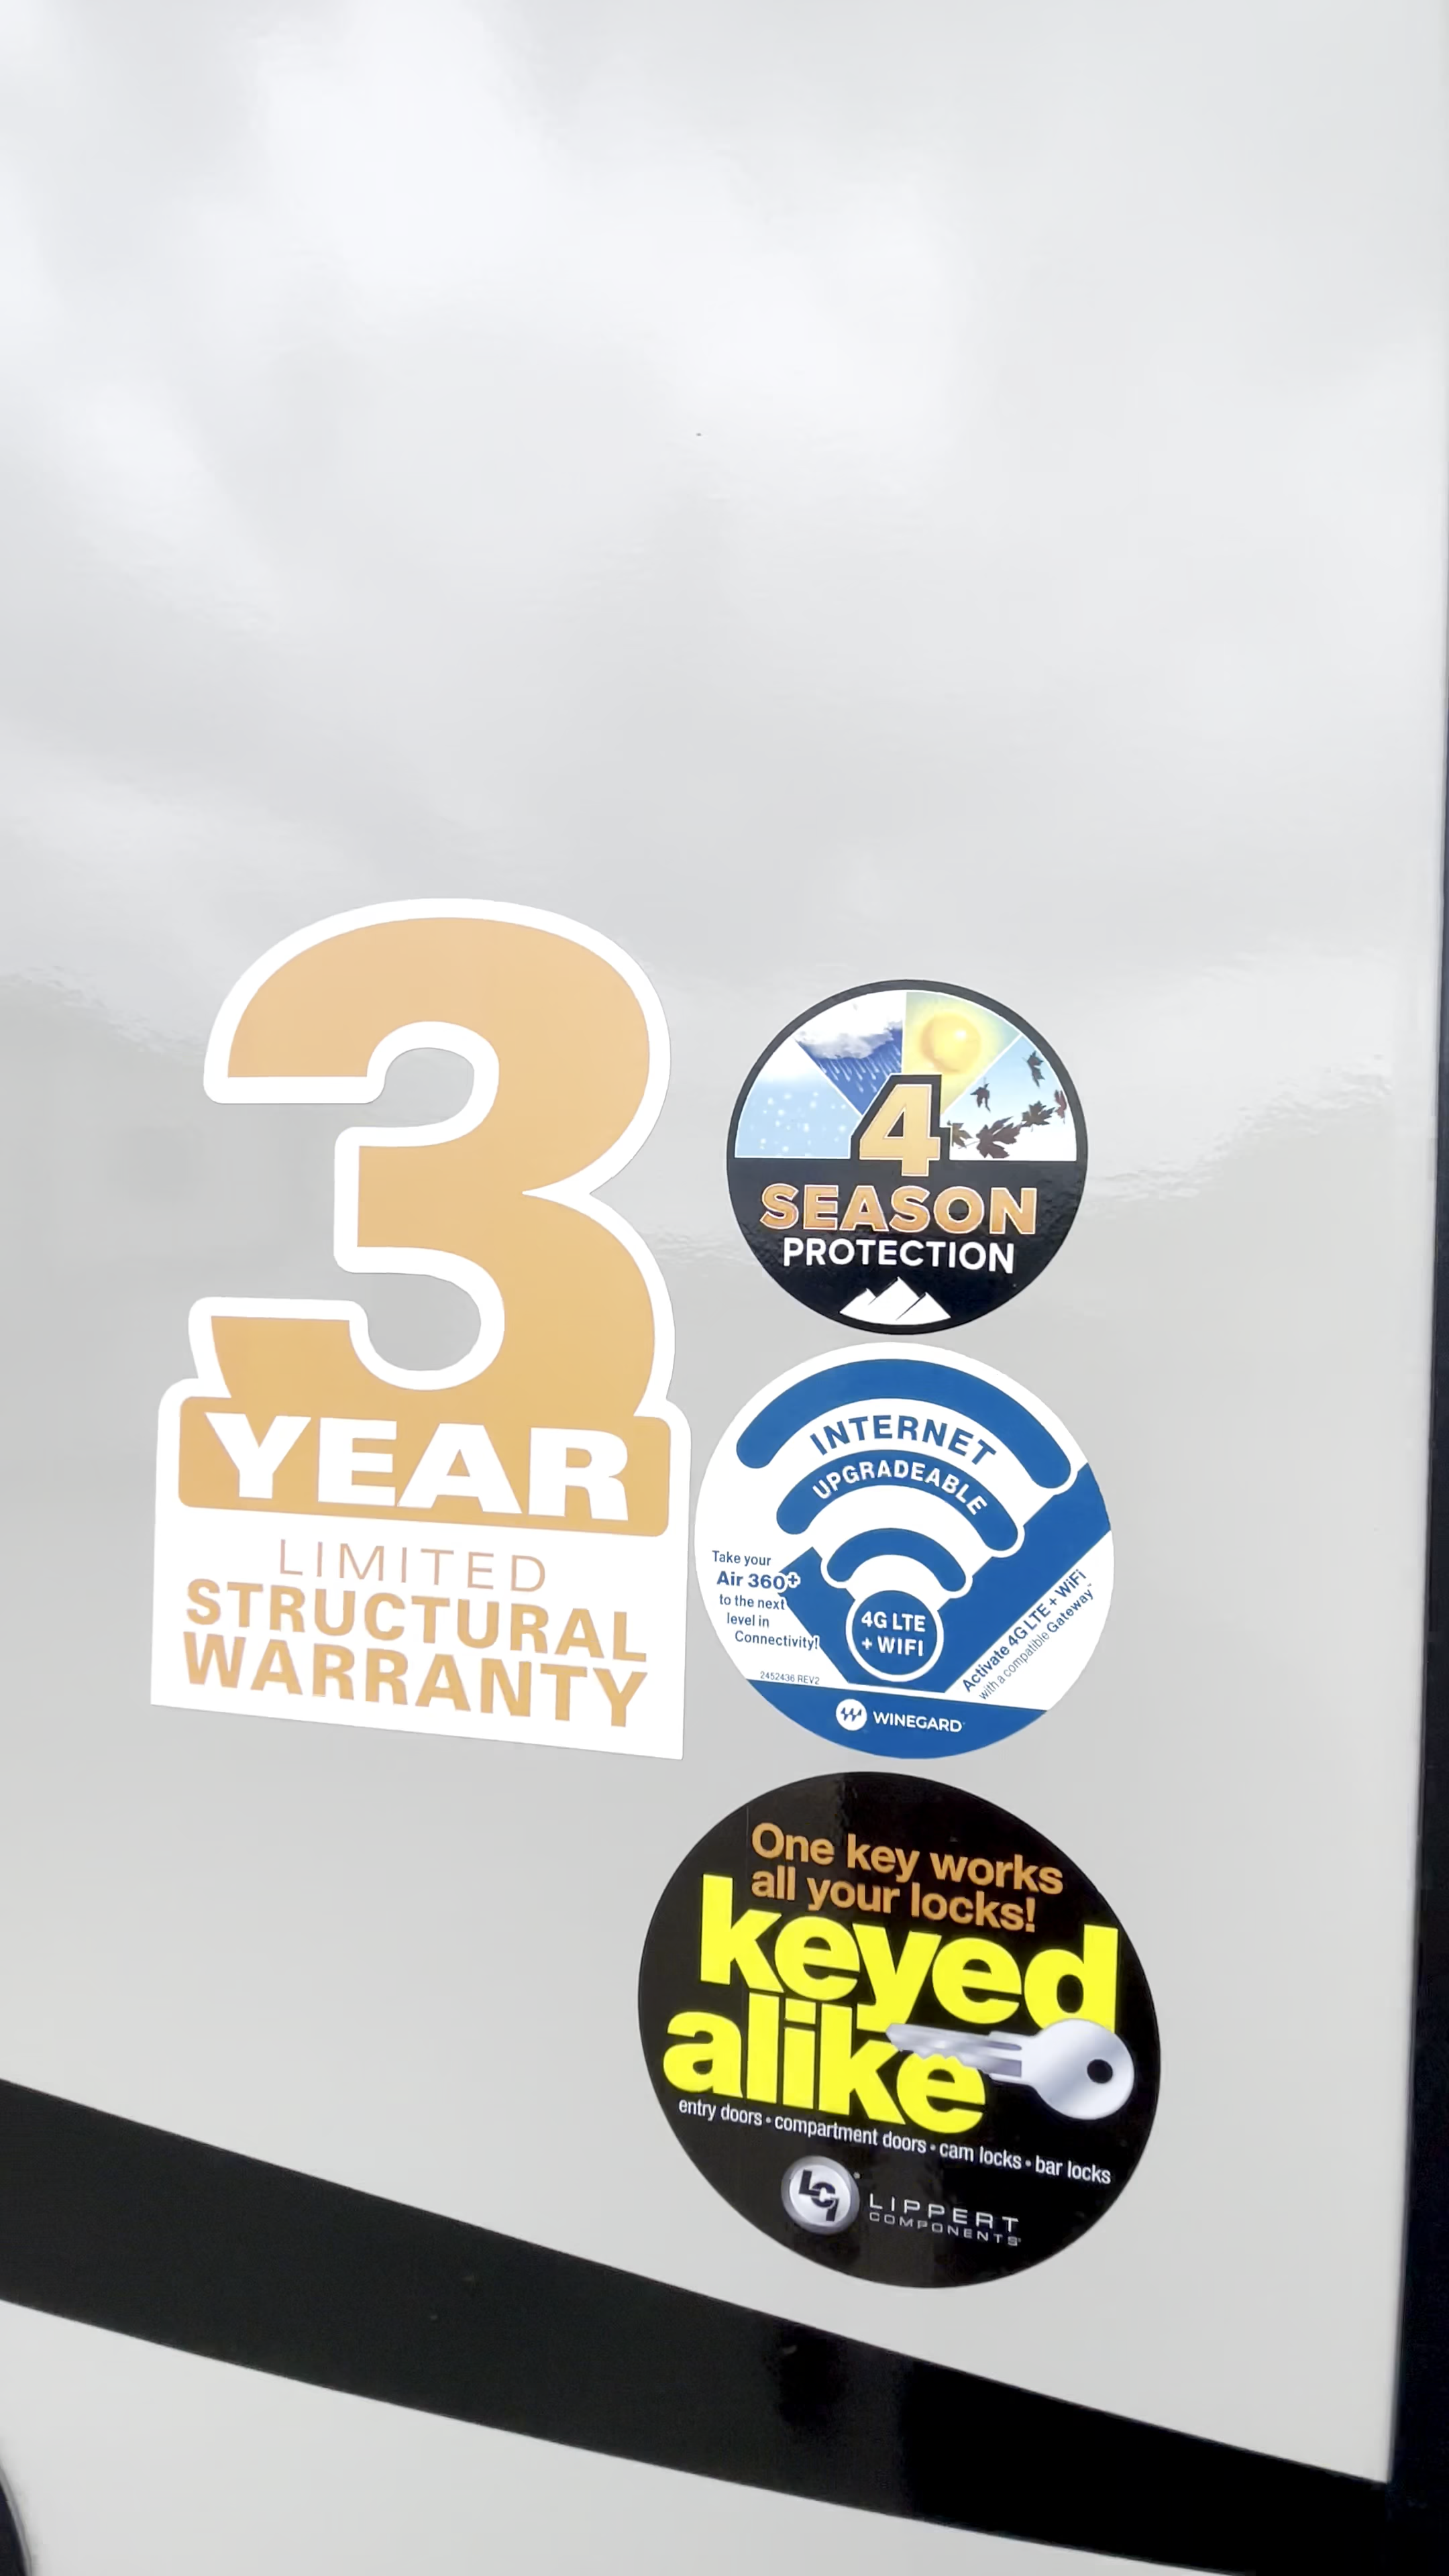 3
YEAR
LIMITED
STRUCTURAL
WARRANTY
4
SEASON
PROTECTION
INTERNET
UPGRADEABLE
Take your
Air 360+
to the next
level in
Connectivity!
4G LTE
+ WIFI
Activate 4G LTE + WiFi
with a compatible Gateway™
2452436 REV2
WINEGARD
One key works
all your locks!
keyed
alike
entry doors • compartment doors • cam locks • bar locks
LCI® LIPPERT
COMPONENTS®